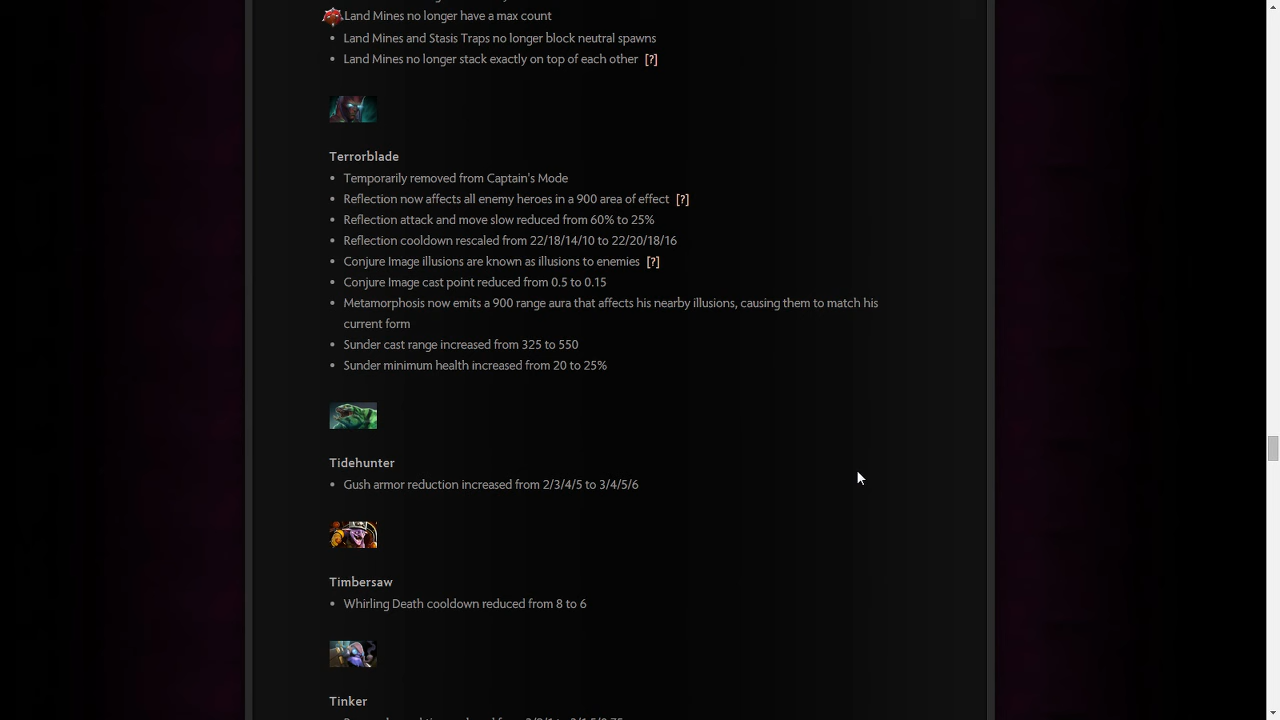 Land Mines no longer have a max count
Land Mines and Stasis Traps no longer block neutral spawns
Land Mines no longer stack exactly on top of each other [?]
Terrorblade
Temporarily removed from Captain's Mode
Reflection now affects all enemy heroes in a 900 area of effect [?]
Reflection attack and move slow reduced from 60% to 25%
Reflection cooldown rescaled from 22/18/14/10 to 22/20/18/16
Conjure Image illusions are known as illusions to enemies [?]
Conjure Image cast point reduced from 0.5 to 0.15
Metamorphosis now emits a 900 range aura that affects his nearby illusions, causing them to match his
current form
Sunder cast range increased from 325 to 550
Sunder minimum health increased from 20 to 25%
Tidehunter
Gush armor reduction increased from 2/3/4/5 to 3/4/5/6
Timbersaw
Whirling Death cooldown reduced from 8 to 6
Tinker